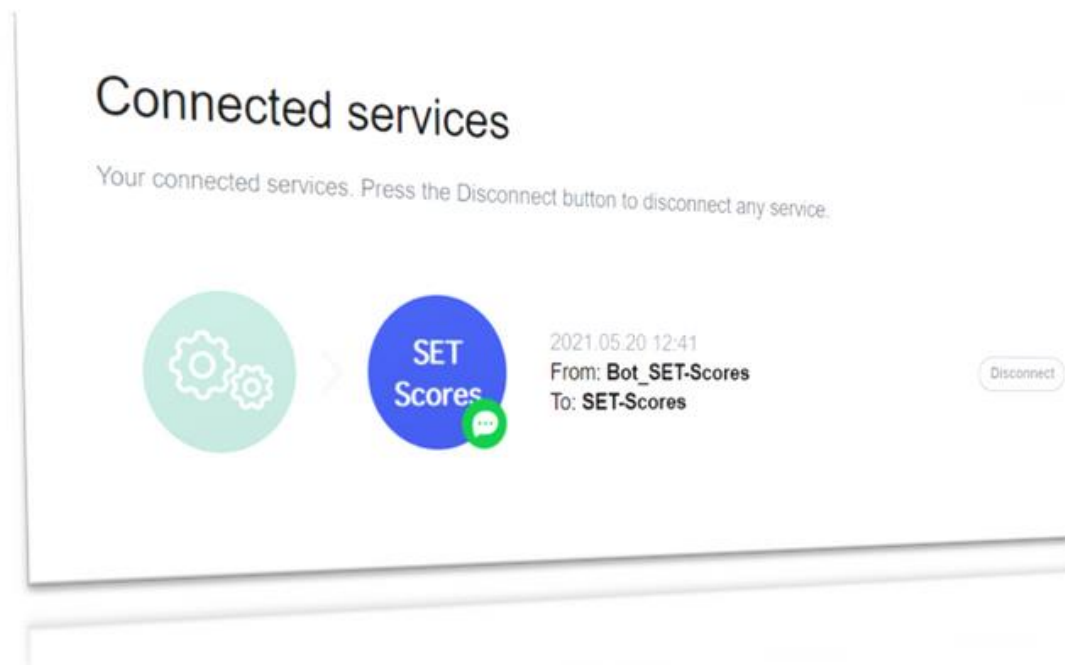 Connected services
Your connected services. Press the Disconnect button to disconnect any service.
SET
Scores
2021.05.20 12:41
From: Bot_SET-Scores
To: SET-Scores
Disconnect